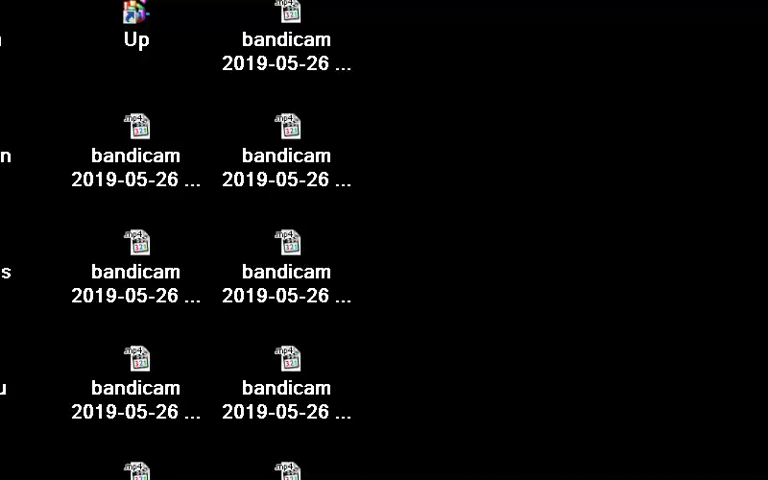 Up
bandicam
2019-05-26 ...
n
bandicam
2019-05-26 ...
bandicam
2019-05-26 ...
s
bandicam
2019-05-26 ...
bandicam
2019-05-26 ...
u
bandicam
2019-05-26 ...
bandicam
2019-05-26 ...